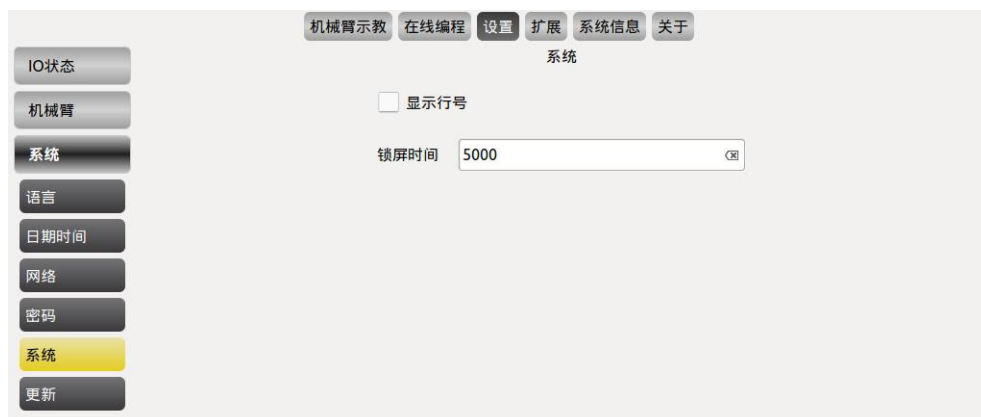 机械臂示教 在线编程 设置 扩展 系统信息 关于
系统
IO状态
机械臂
系统
语言
日期时间
网络
密码
系统
更新
显示行号
锁屏时间 5000